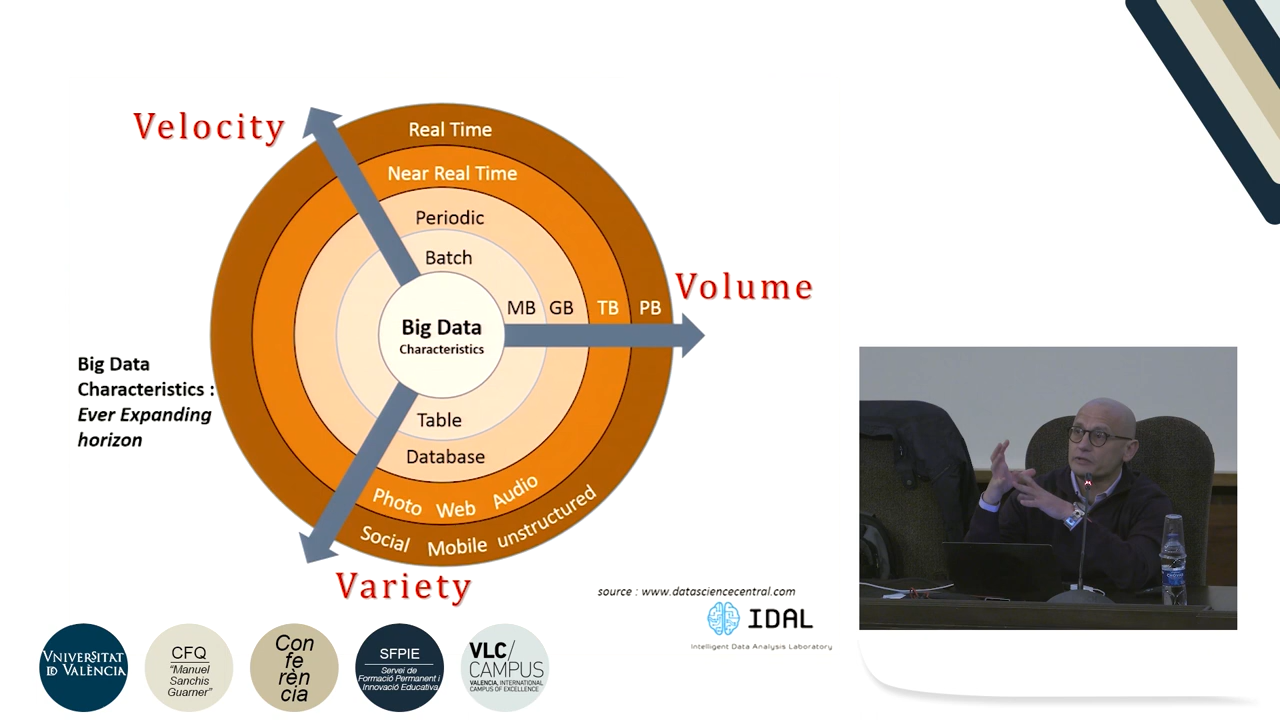 Velocity
Real Time
Near Real Time
Periodic
Batch
Volume
MB GB TB PB
Big Data
Characteristics
Big Data
Characteristics :
Ever Expanding
horizon
Table
Database
Photo Web Audio
Social Mobile unstructured
Variety
source : www.datasciencecentral.com
IDAL
Intelligent Data Analysis Laboratory
VNIVERSITAT
ID VALÈNCIA
CFQ
"Manuel
Sanchis
Guarner"
Con
fe
rèn
cia
SFPIE
Servei de
Formació Permanent i
Innovació Educativa
VLC/
CAMPUS
VALENCIA, INTERNATIONAL
CAMPUS OF EXCELLENCE